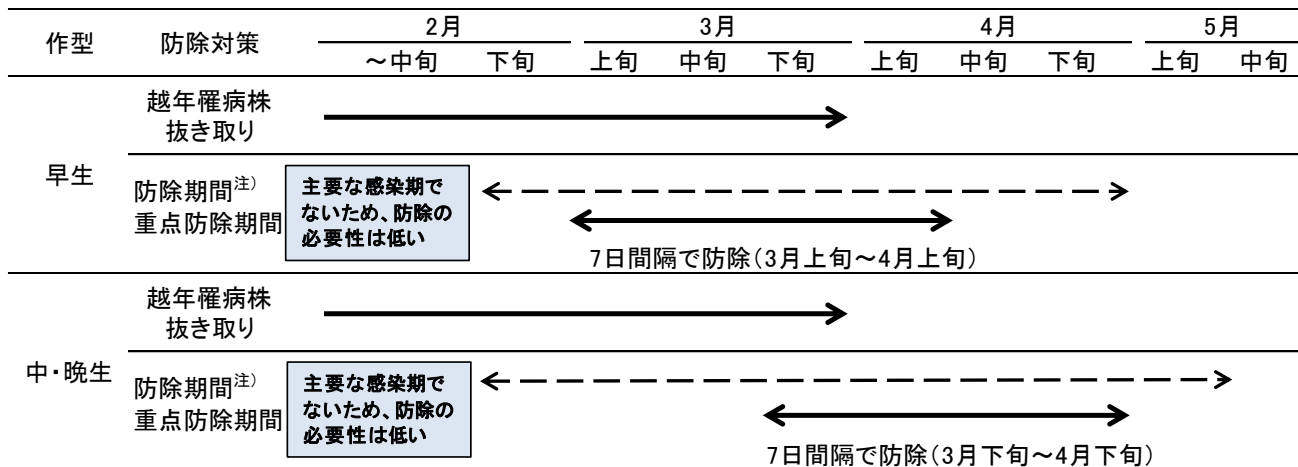 作型 防除対策 2月 3月 4月 5月
～中旬 下旬 上旬 中旬 下旬 上旬 中旬 下旬 上旬 中旬
早生
越年罹病株
抜き取り
防除期間注)
重点防除期間
主要な感染期で
ないため、防除の
必要性は低い
7日間隔で防除（3月上旬～4月上旬）
中・晩生
越年罹病株
抜き取り
防除期間注)
重点防除期間
主要な感染期で
ないため、防除の
必要性は低い
7日間隔で防除（3月下旬～4月下旬）